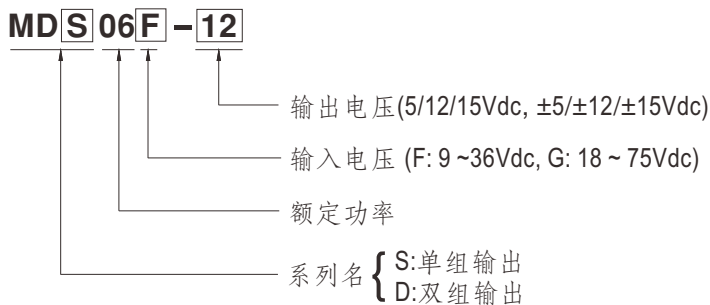 MDS06F-12
输出电压(5/12/15Vdc, ±5/±12/±15Vdc)
输入电压 (F: 9 ~36Vdc, G: 18 ~ 75Vdc)
额定功率
系列名 { S:单组输出
D:双组输出